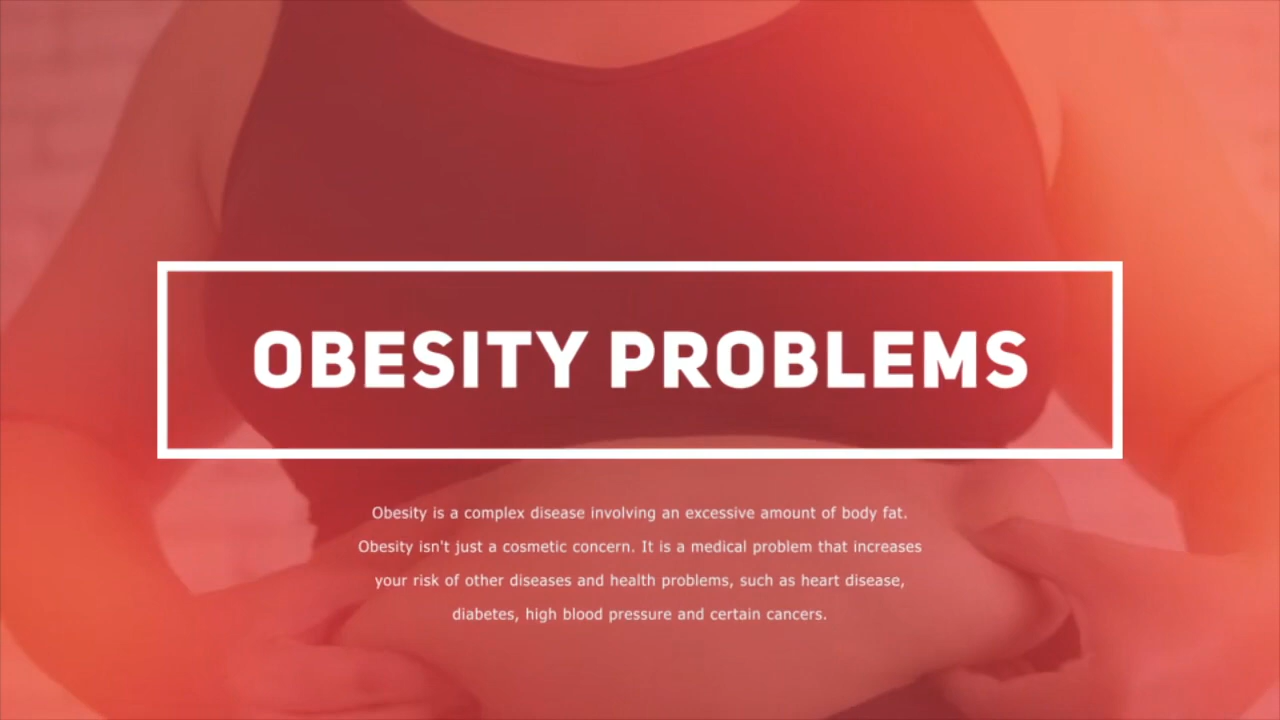 OBESITY PROBLEMS
Obesity is a complex disease involving an excessive amount of body fat.
Obesity isn't just a cosmetic concern. It is a medical problem that increases
your risk of other diseases and health problems, such as heart disease,
diabetes, high blood pressure and certain cancers.